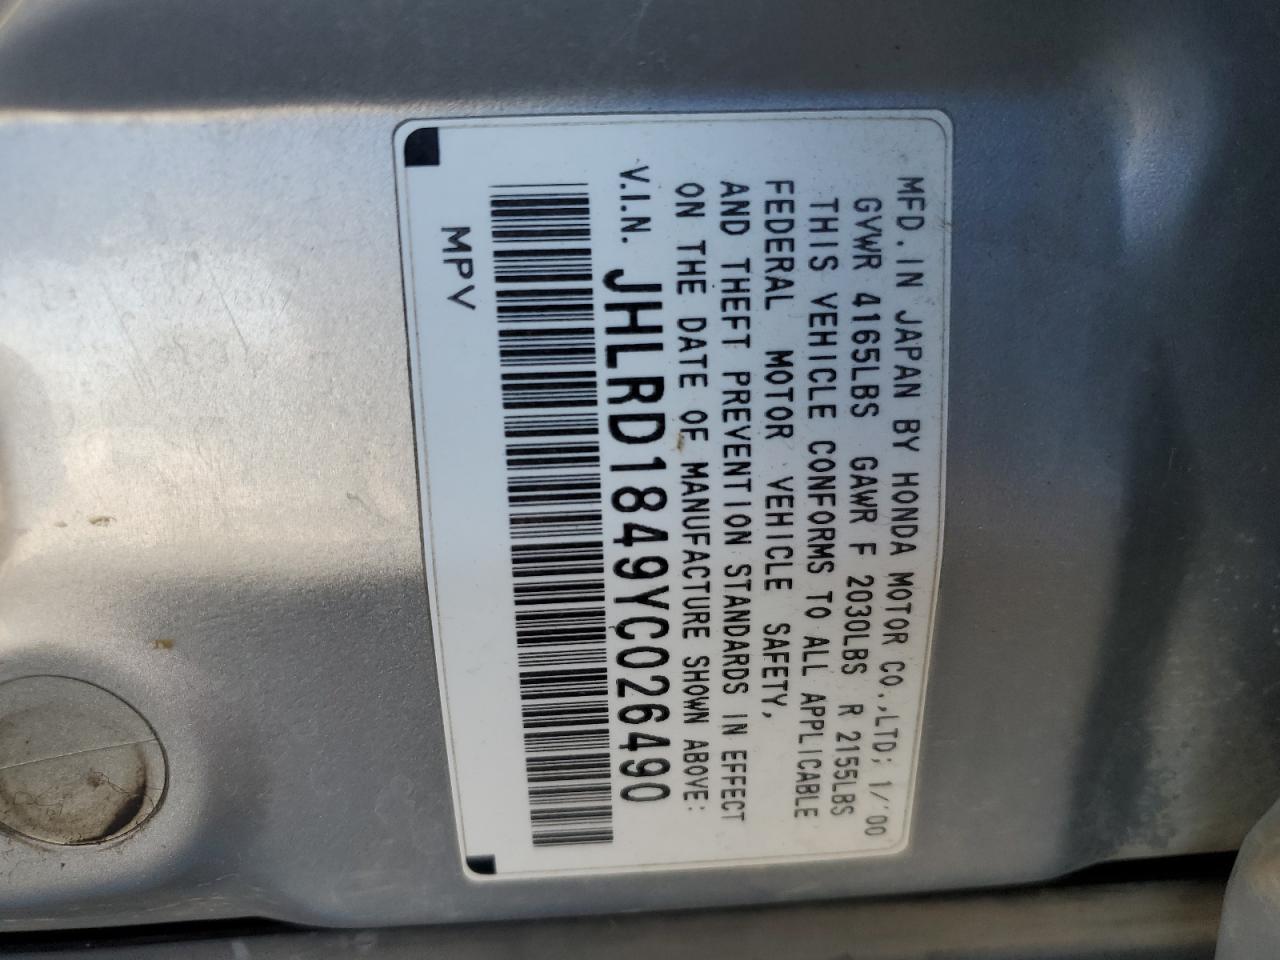 MFD. IN JAPAN BY HONDA MOTOR CO.,LTD; 1/'00
GVWR 4165LBS GAWR F 2030LBS R 2155LBS
THIS VEHICLE CONFORMS TO ALL APPLICABLE
FEDERAL MOTOR VEHICLE SAFETY,
AND THEFT PREVENTION STANDARDS IN EFFECT
ON THE DATE OF MANUFACTURE SHOWN ABOVE:
V.I.N. JHLRD1849YC026490
MPV